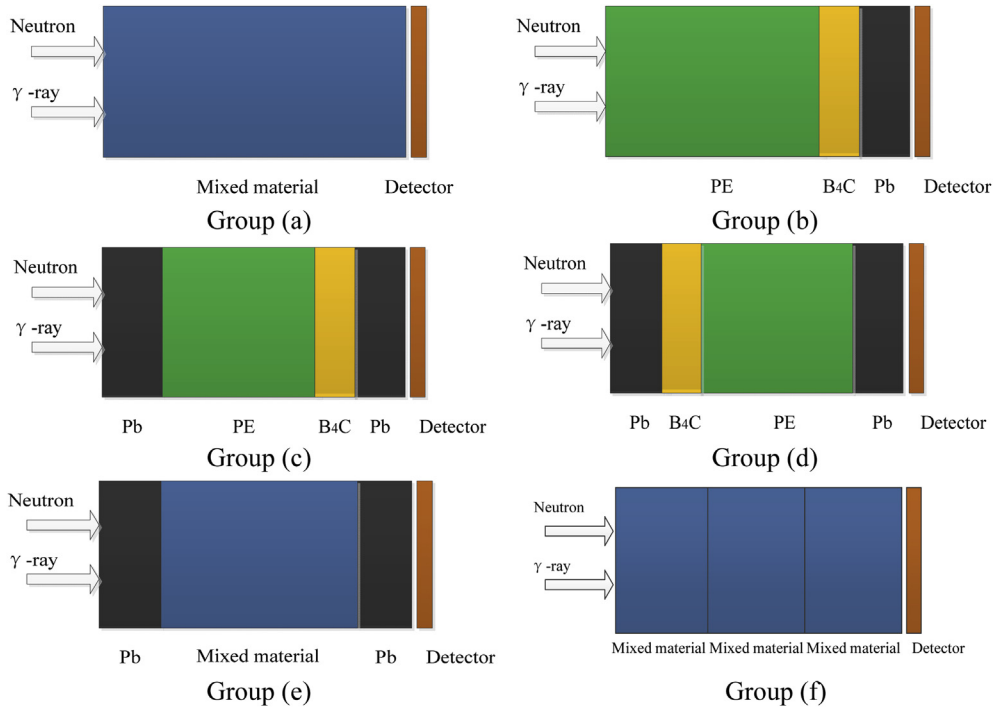 Neutron
γ -ray
Mixed material Detector
Group (a)
Neutron
γ -ray
PE B₄C Pb Detector
Group (b)
Neutron
γ -ray
Pb PE B₄C Pb Detector
Group (c)
Neutron
γ -ray
Pb B₄C PE Pb Detector
Group (d)
Neutron
γ -ray
Pb Mixed material Pb Detector
Group (e)
Neutron
γ -ray
Mixed material Mixed material Mixed material Detector
Group (f)